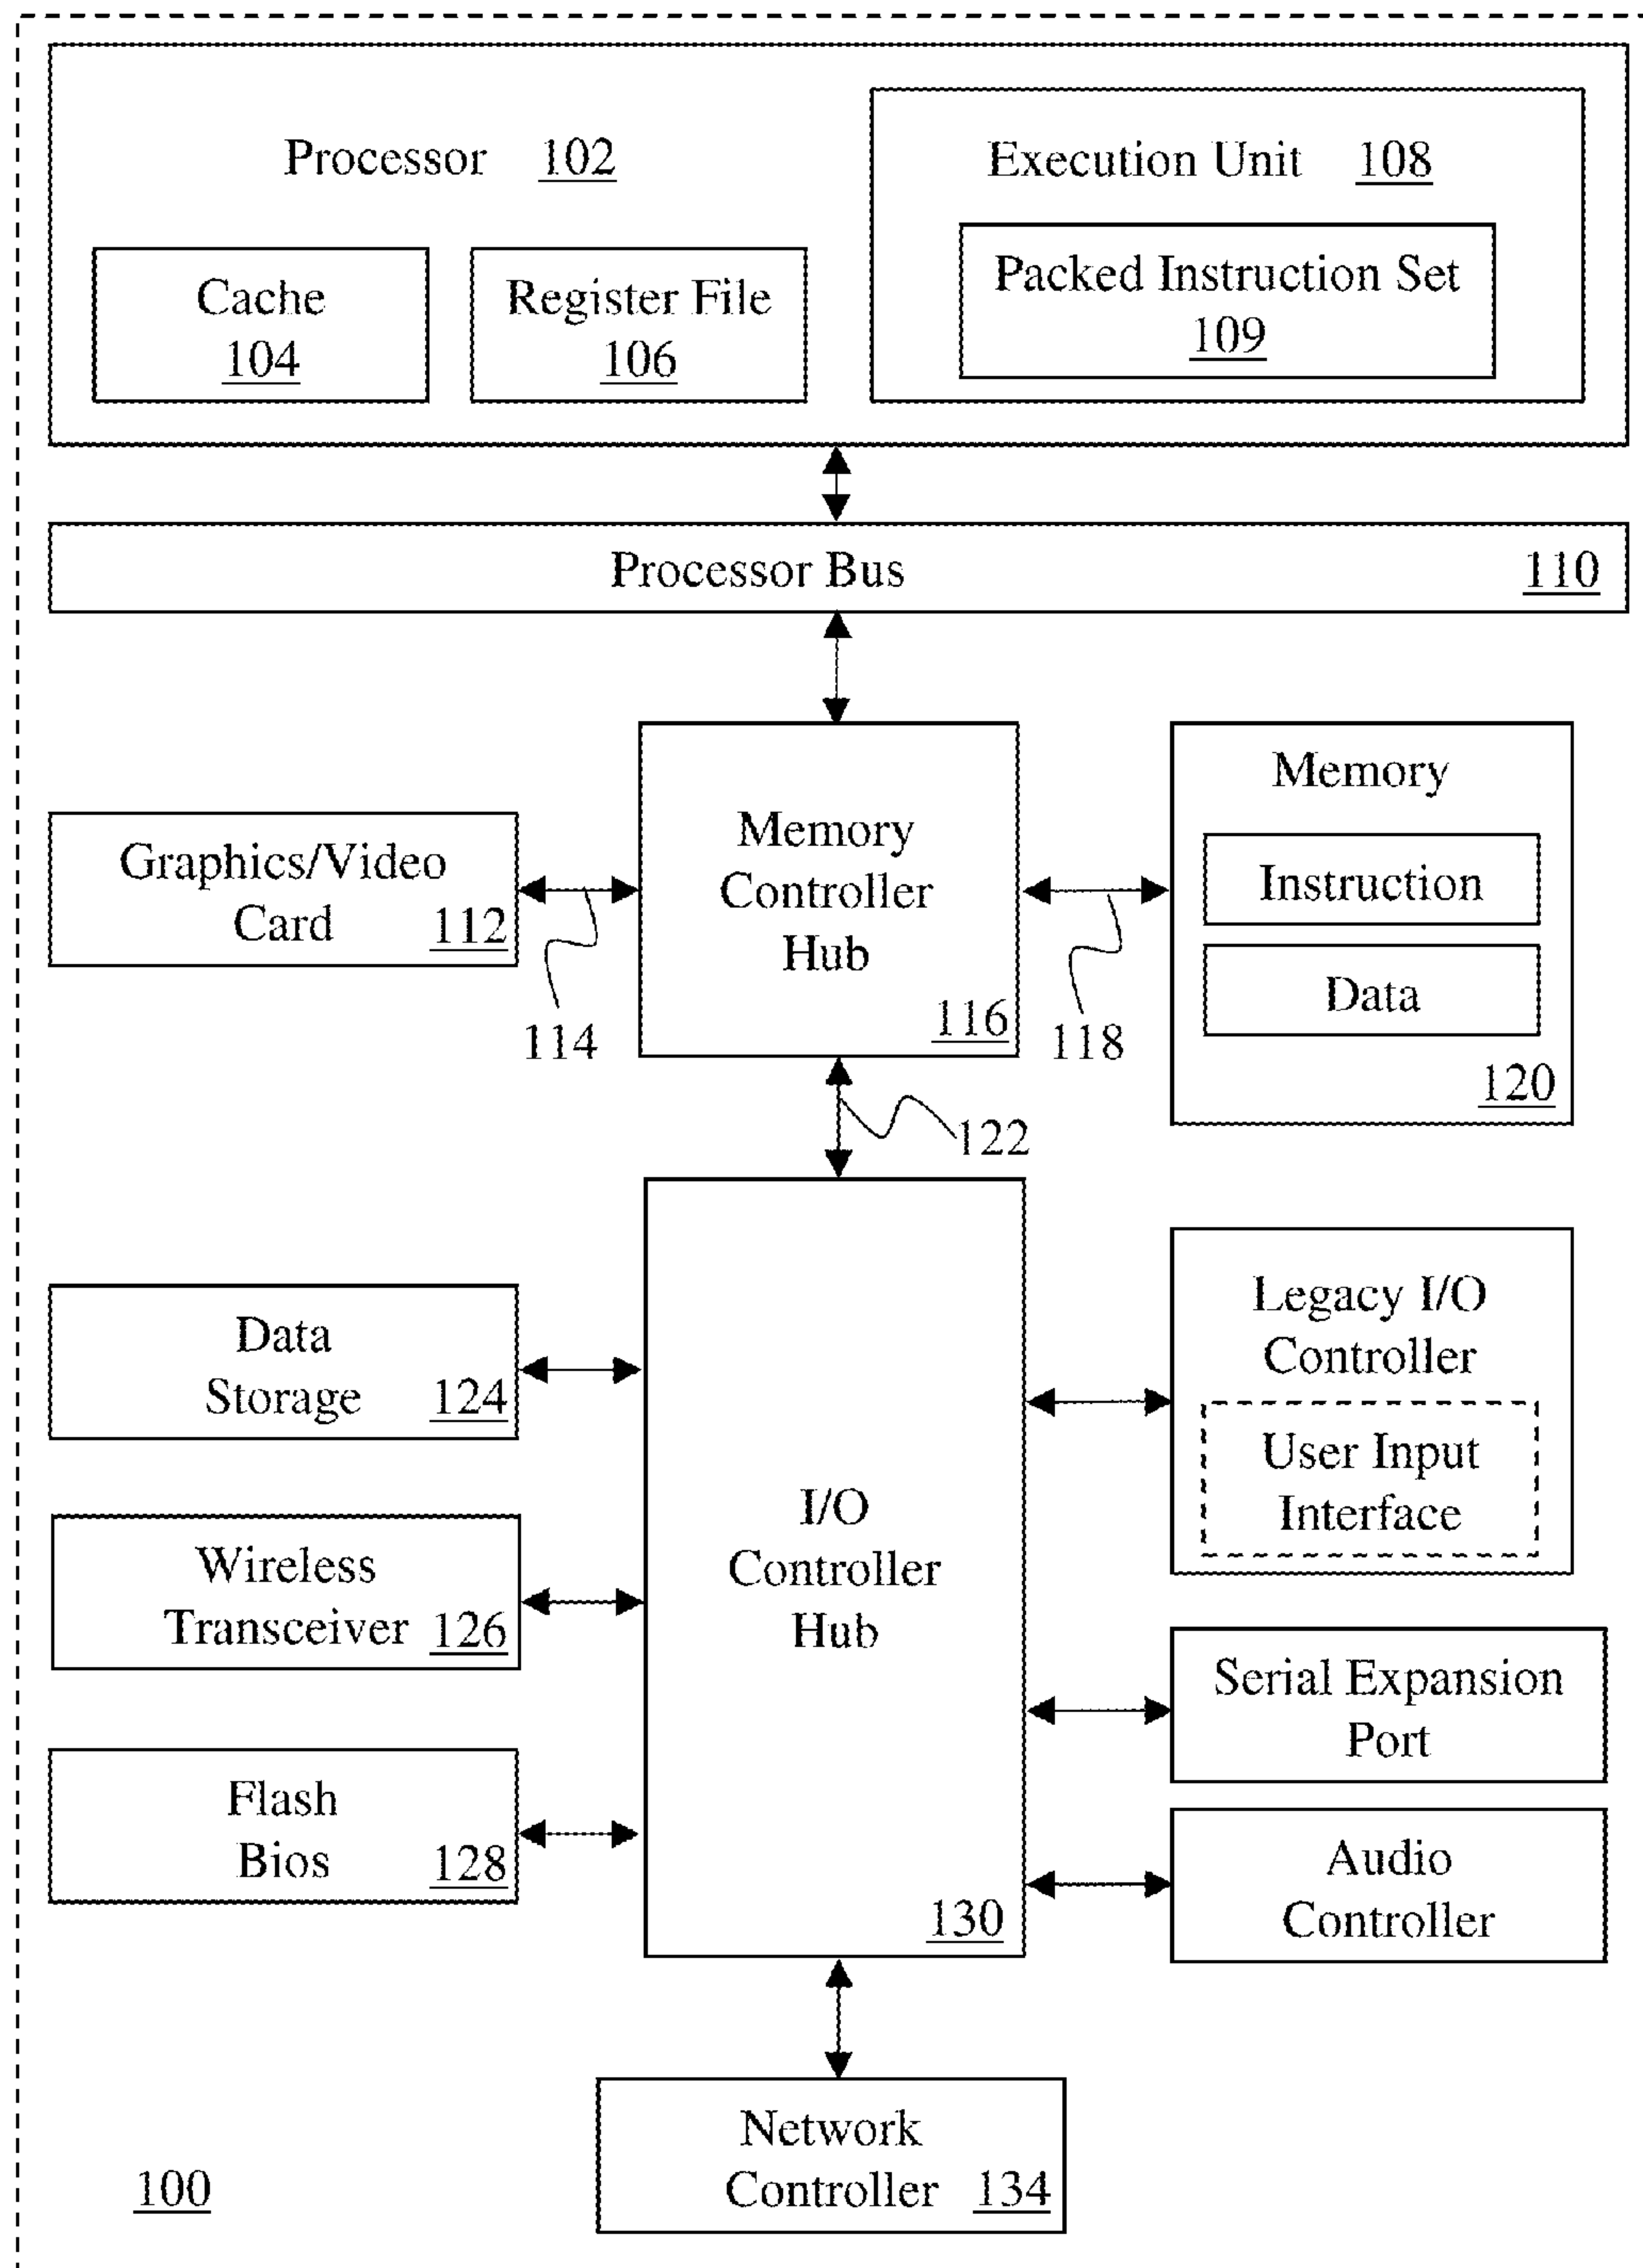 Processor 102
Execution Unit 108
Packed Instruction Set
109
Cache
104
Register File
106
Processor Bus 110
Graphics/Video
Card 112
114
Memory
Controller
Hub
116
118
Memory
Instruction
Data
120
122
Data
Storage 124
Wireless
Transceiver 126
Flash
Bios 128
I/O
Controller
Hub
130
Legacy I/O
Controller
User Input
Interface
Serial Expansion
Port
Audio
Controller
Network
Controller 134
100